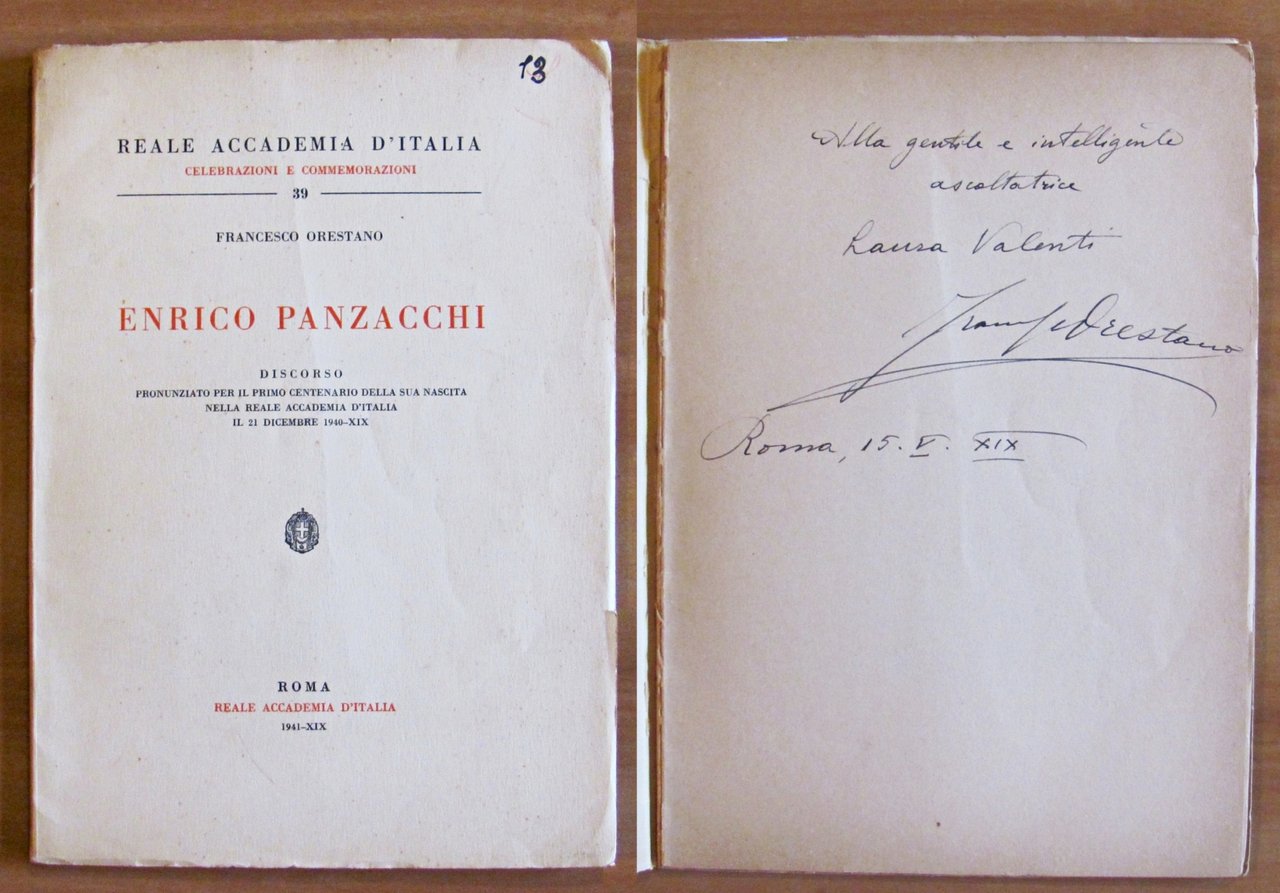 13
REALE ACCADEMIA D'ITALIA
CELEBRAZIONI E COMMEMORAZIONI
39
FRANCESCO ORESTANO
ENRICO PANZACCHI
DISCORSO
PRONUNZIATO PER IL PRIMO CENTENARIO DELLA SUA NASCITA
NELLA REALE ACCADEMIA D'ITALIA
IL 21 DICEMBRE 1940-XIX
ROMA
REALE ACCADEMIA D'ITALIA
1941-XIX
Alla gentile e intelligente
ascoltatrice
Laura Valenti
Orestano
Roma, 15. V. XIX